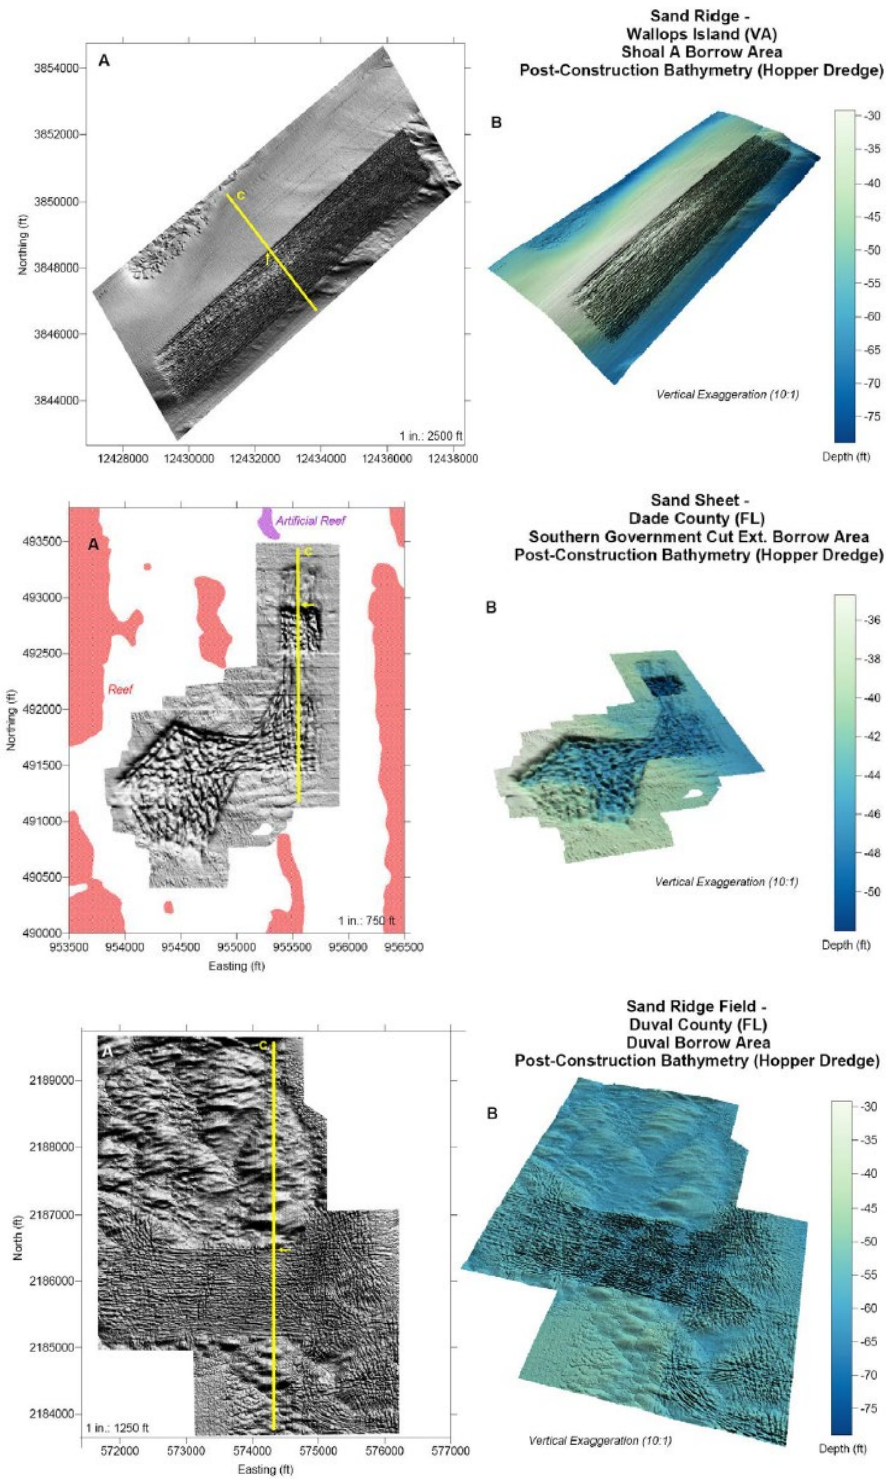 Sand Ridge -
Wallops Island (VA)
Shoal A Borrow Area
Post-Construction Bathymetry (Hopper Dredge)
A
3854000
3852000
3850000
3848000
3846000
3844000
Northing (ft)
C
1 in.: 2500 ft
12428000 12430000 12432000 12434000 12436000 12438000
B
-30
-35
-40
-45
-50
-55
-60
-65
-70
-75
Vertical Exaggeration (10:1)
Depth (ft)
Sand Sheet -
Dade County (FL)
Southern Government Cut Ext. Borrow Area
Post-Construction Bathymetry (Hopper Dredge)
A
Artificial Reef
C
493500
493000
492500
492000
491500
491000
490500
490000
Northing (ft)
Reef
1 in.: 750 ft
953500 954000 954500 955000 955500 956000 956500
Easting (ft)
B
-36
-38
-40
-42
-44
-46
-48
-50
Vertical Exaggeration (10:1)
Depth (ft)
Sand Ridge Field -
Duval County (FL)
Duval Borrow Area
Post-Construction Bathymetry (Hopper Dredge)
A
C
2189000
2188000
2187000
2186000
2185000
2184000
North (ft)
1 in.: 1250 ft
572000 573000 574000 575000 576000 577000
Easting (ft)
B
-30
-35
-40
-45
-50
-55
-60
-65
-70
-75
Vertical Exaggeration (10:1)
Depth (ft)